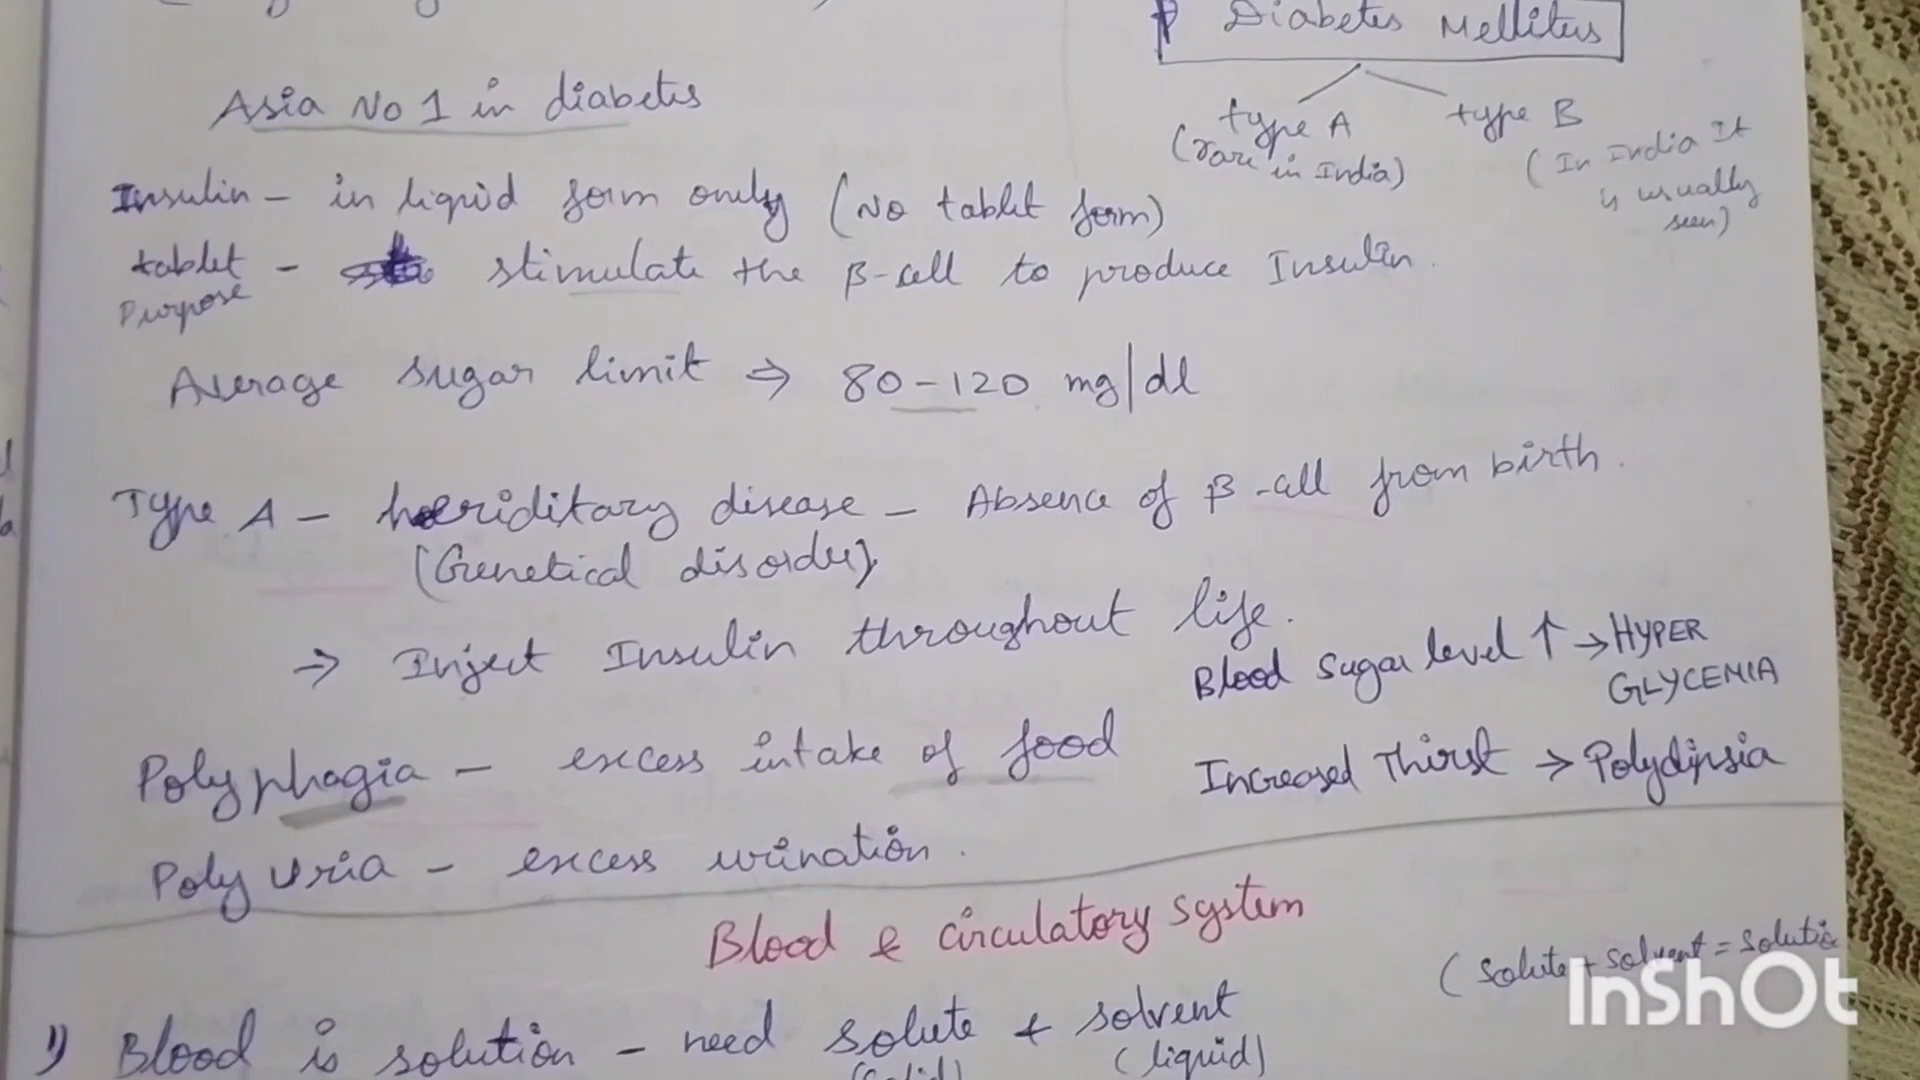 Diabetes Mellitus
Asia No 1 in diabetes
type A
type B
(rare in India)
(In India It
is usually
seen)
Insulin - in liquid form only (No tablet form)
tablet - stimulate the β-cell to produce Insulin.
Purpose
Average sugar limit ⇒ 80-120 mg/dl
Type A - heriditary disease - Absence of β-cell from birth.
(Genetical disorder)
→ Inject Insulin throughout life.
Blood Sugar level ↑ → HYPER
GLYCEMIA
Polyphagia - excess intake of food
Increased Thirst → Polydipsia
Poly uria - excess urination.
Blood & circulatory system
(Solute + solvent = solutio
1) Blood is solution - need solute + solvent
(liquid)
InShOt